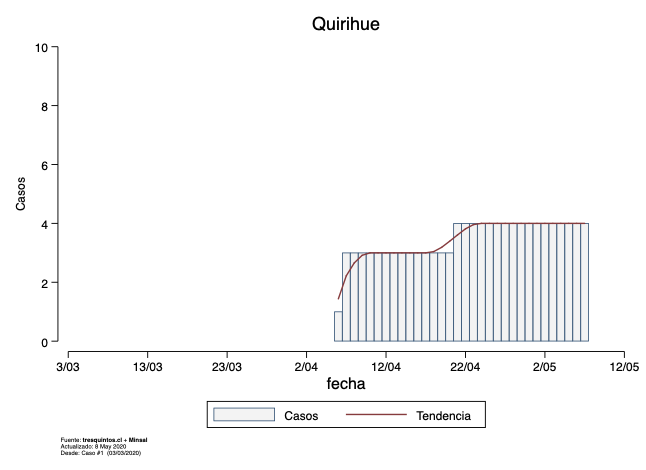 Quirihue
10
8
6
4
2
0
Casos
3/03 13/03 23/03 2/04 12/04 22/04 2/05 12/05
fecha
Casos Tendencia
Fuente: tresquintos.cl + Minsal
Actualizado: 8 May 2020
Desde: Caso #1 (03/03/2020)